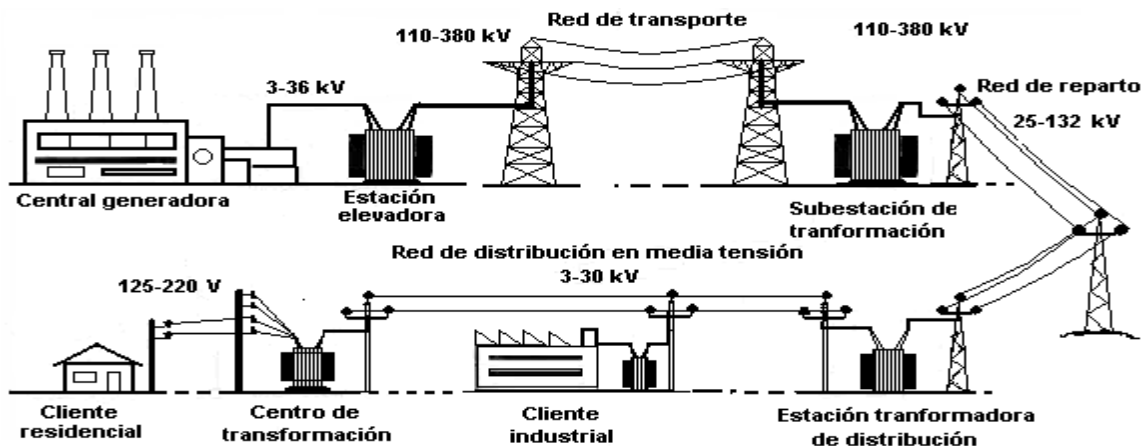 Red de transporte
110-380 kV
110-380 kV
3-36 kV
Red de reparto
25-132 kV
Central generadora
Estación
elevadora
Subestación de
tranformación
Red de distribución en media tensión
3-30 kV
125-220 V
Cliente
residencial
Centro de
transformación
Cliente
industrial
Estación tranformadora
de distribución